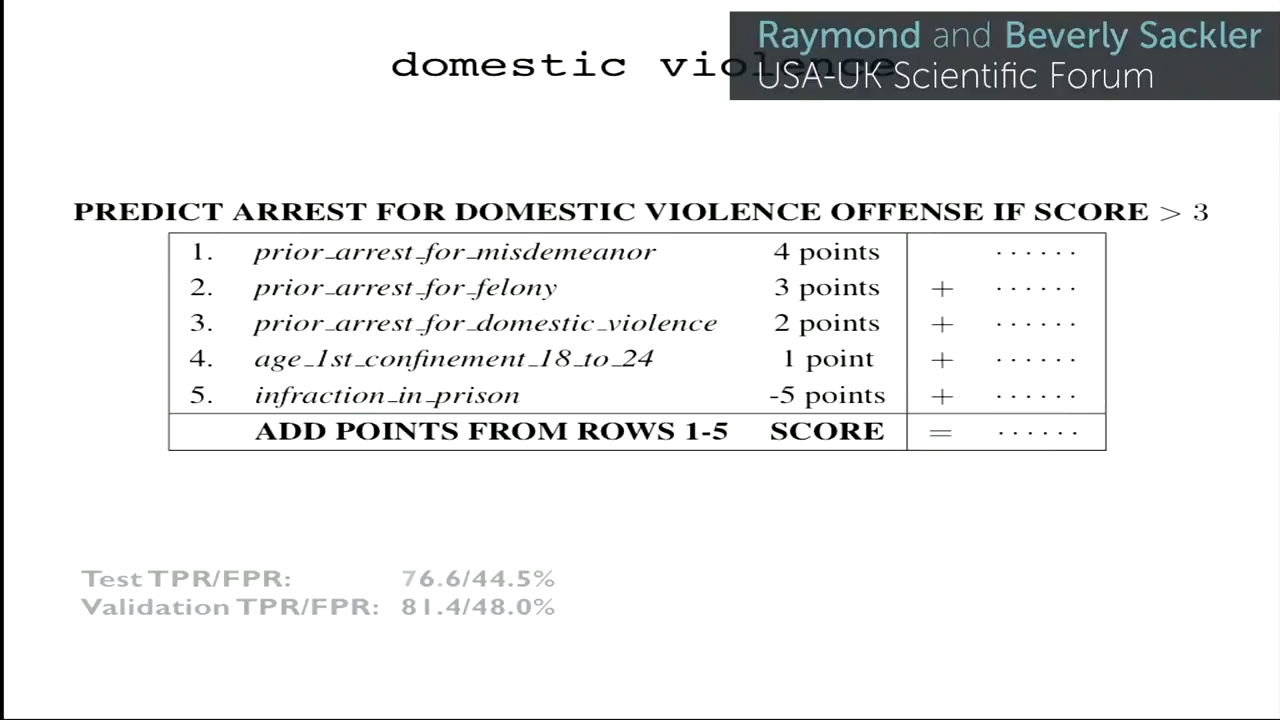 Raymond and Beverly Sackler
USA-UK Scientific Forum
domestic violence
PREDICT ARREST FOR DOMESTIC VIOLENCE OFFENSE IF SCORE > 3
1. prior_arrest_for_misdemeanor 4 points ......
2. prior_arrest_for_felony 3 points + ......
3. prior_arrest_for_domestic_violence 2 points + ......
4. age_1st_confinement_18_to_24 1 point + ......
5. infraction_in_prison -5 points + ......
ADD POINTS FROM ROWS 1-5 SCORE = ......
Test TPR/FPR: 76.6/44.5%
Validation TPR/FPR: 81.4/48.0%